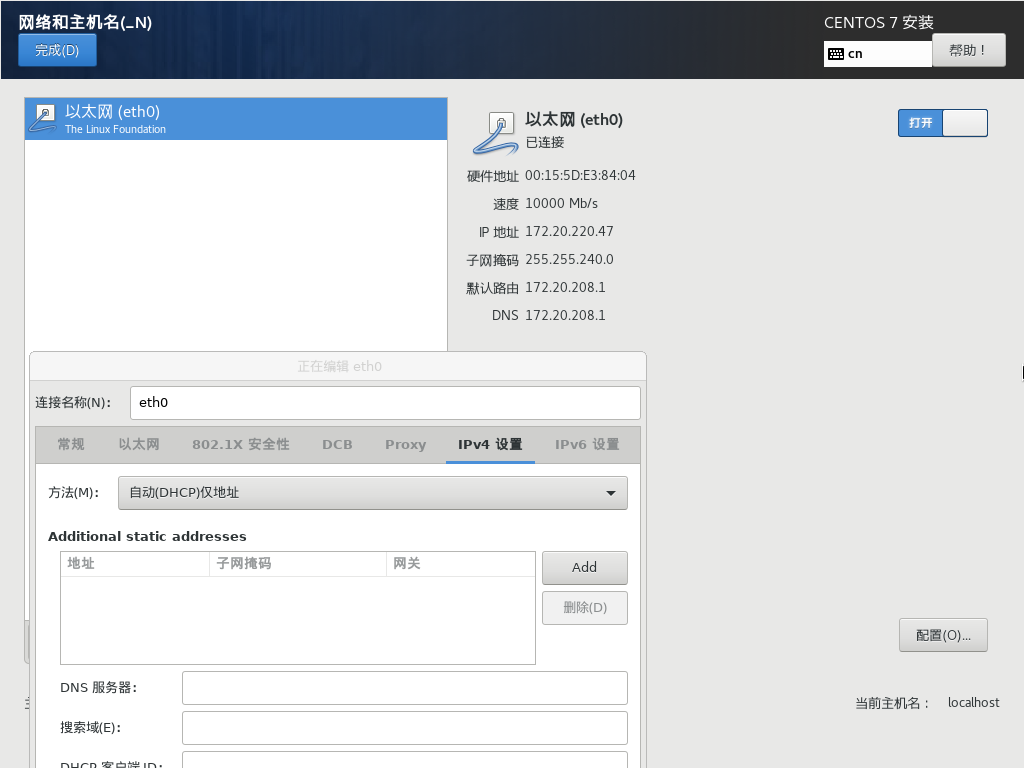 网络和主机名(_N)
完成(D)
CENTOS 7 安装
cn
帮助！
以太网 (eth0)
The Linux Foundation
以太网 (eth0)
已连接
打开
硬件地址 00:15:5D:E3:84:04
速度 10000 Mb/s
IP 地址 172.20.220.47
子网掩码 255.255.240.0
默认路由 172.20.208.1
DNS 172.20.208.1
正在编辑 eth0
连接名称(N)： eth0
常规 以太网 802.1X 安全性 DCB Proxy IPv4 设置 IPv6 设置
方法(M)： 自动(DHCP)仅地址
Additional static addresses
地址 子网掩码 网关
Add
删除(D)
DNS 服务器：
搜索域(E)：
DHCP 客户端 ID：
配置(O)...
当前主机名： localhost